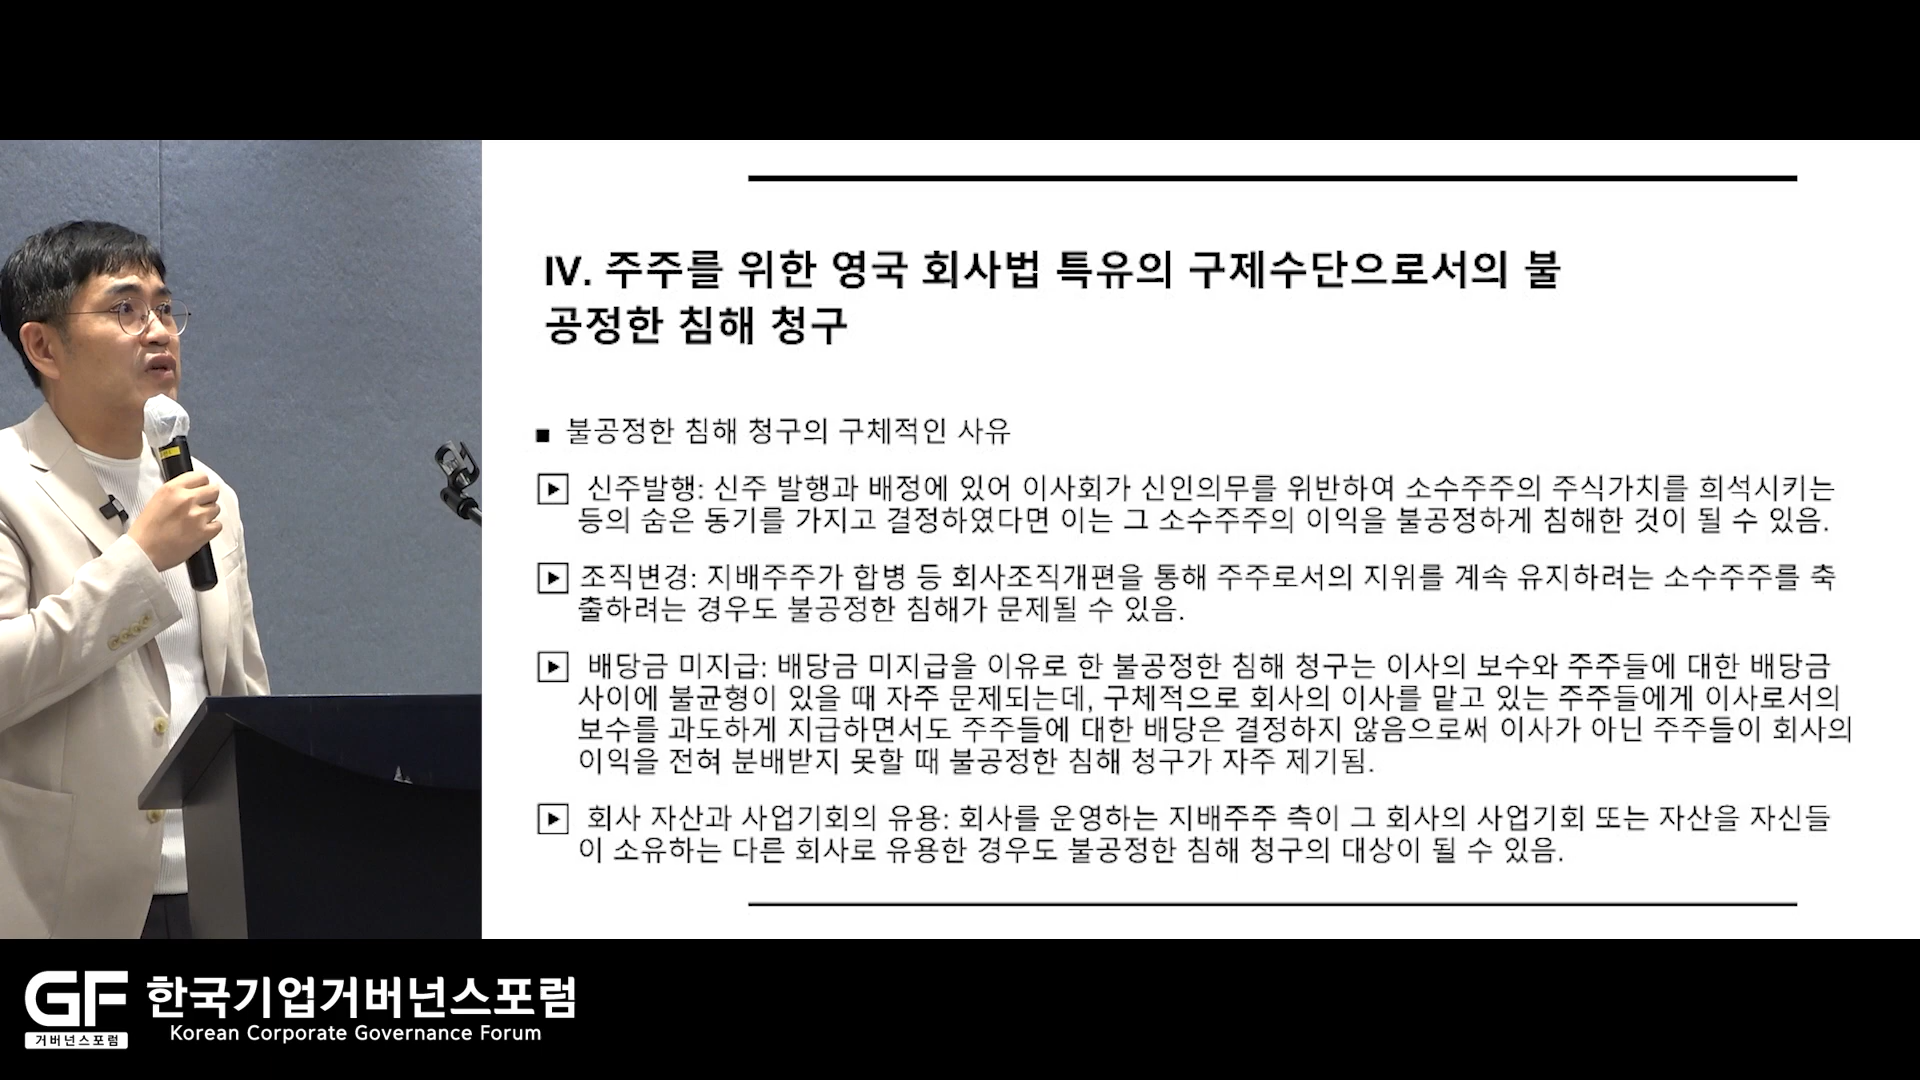 IV. 주주를 위한 영국 회사법 특유의 구제수단으로서의 불
공정한 침해 청구
■ 불공정한 침해 청구의 구체적인 사유
신주발행: 신주 발행과 배정에 있어 이사회가 신인의무를 위반하여 소수주주의 주식가치를 희석시키는
등의 숨은 동기를 가지고 결정하였다면 이는 그 소수주주의 이익을 불공정하게 침해한 것이 될 수 있음.
조직변경: 지배주주가 합병 등 회사조직개편을 통해 주주로서의 지위를 계속 유지하려는 소수주주를 축
출하려는 경우도 불공정한 침해가 문제될 수 있음.
배당금 미지급: 배당금 미지급을 이유로 한 불공정한 침해 청구는 이사의 보수와 주주들에 대한 배당금
사이에 불균형이 있을 때 자주 문제되는데, 구체적으로 회사의 이사를 맡고 있는 주주들에게 이사로서의
보수를 과도하게 지급하면서도 주주들에 대한 배당은 결정하지 않음으로써 이사가 아닌 주주들이 회사의
이익을 전혀 분배받지 못할 때 불공정한 침해 청구가 자주 제기됨.
회사 자산과 사업기회의 유용: 회사를 운영하는 지배주주 측이 그 회사의 사업기회 또는 자산을 자신들
이 소유하는 다른 회사로 유용한 경우도 불공정한 침해 청구의 대상이 될 수 있음.
GF 한국기업거버넌스포럼
거버넌스포럼 Korean Corporate Governance Forum